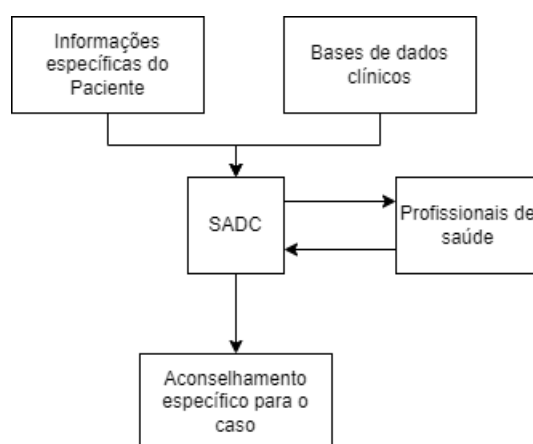 Informações
específicas do
Paciente
Bases de dados
clínicos
SADC
Profissionais de
saúde
Aconselhamento
específico para o
caso